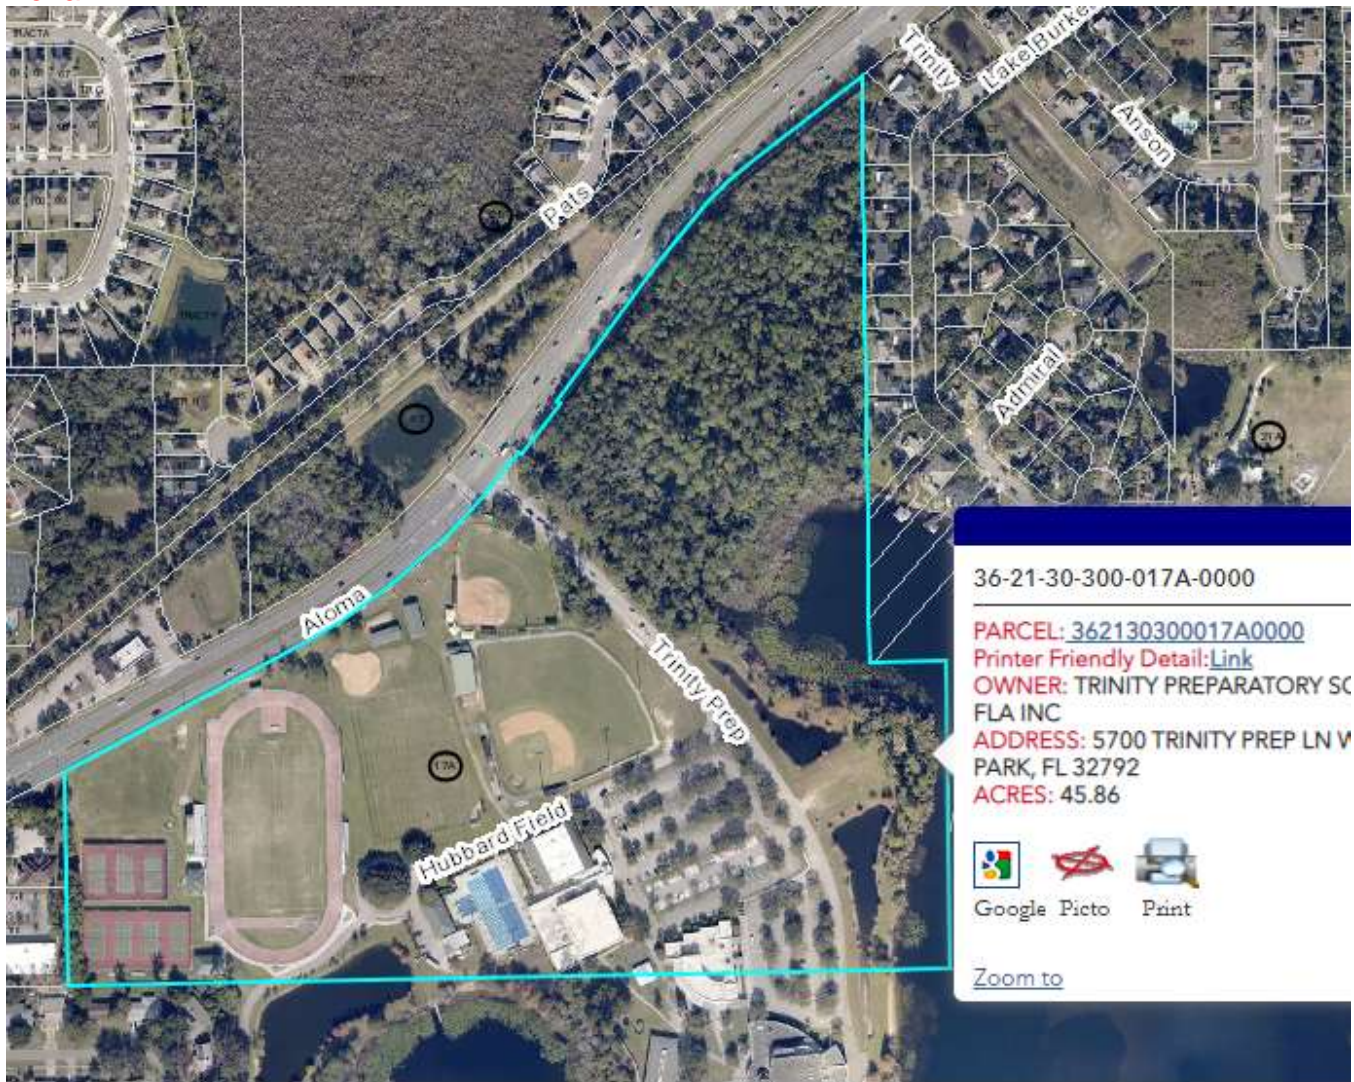 TRACT A
Trinity
Lake Burke
Anson
Pats
Admiral
21A
Aloma
Trinity Prep
17A
Hubbard Field
36-21-30-300-017A-0000
PARCEL: 362130300017A0000
Printer Friendly Detail:Link
OWNER: TRINITY PREPARATORY SC
FLA INC
ADDRESS: 5700 TRINITY PREP LN W
PARK, FL 32792
ACRES: 45.86
Google Picto Print
Zoom to